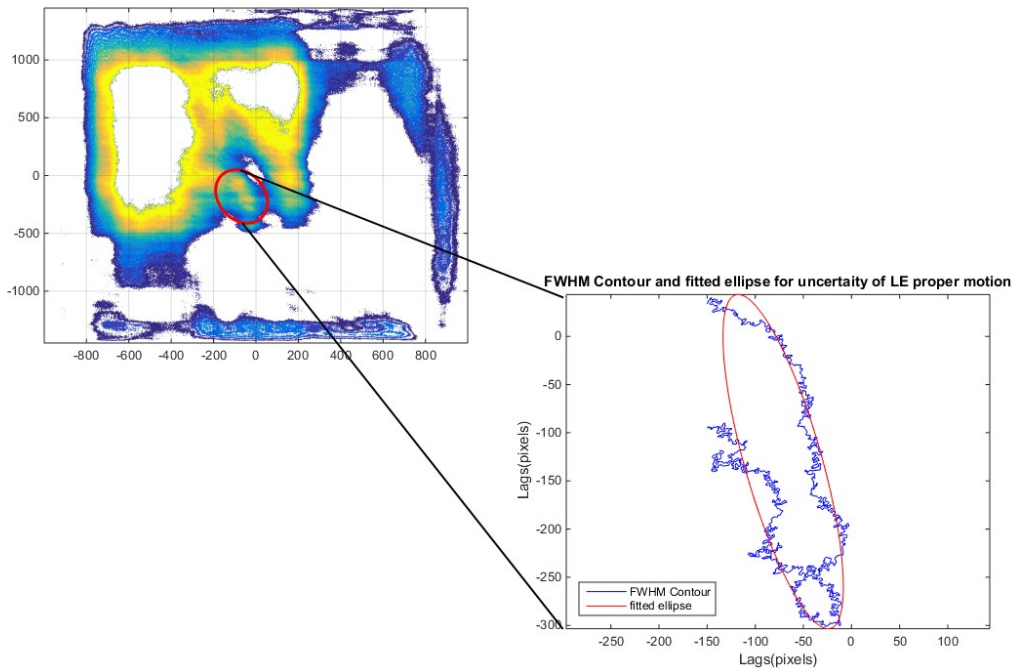 1000
500
0
-500
-1000
-800 -600 -400 -200 0 200 400 600 800
FWHM Contour and fitted ellipse for uncertaity of LE proper motion
0
-50
-100
-150
-200
-250
-300
Lags(pixels)
FWHM Contour
fitted ellipse
-250 -200 -150 -100 -50 0 50 100
Lags(pixels)